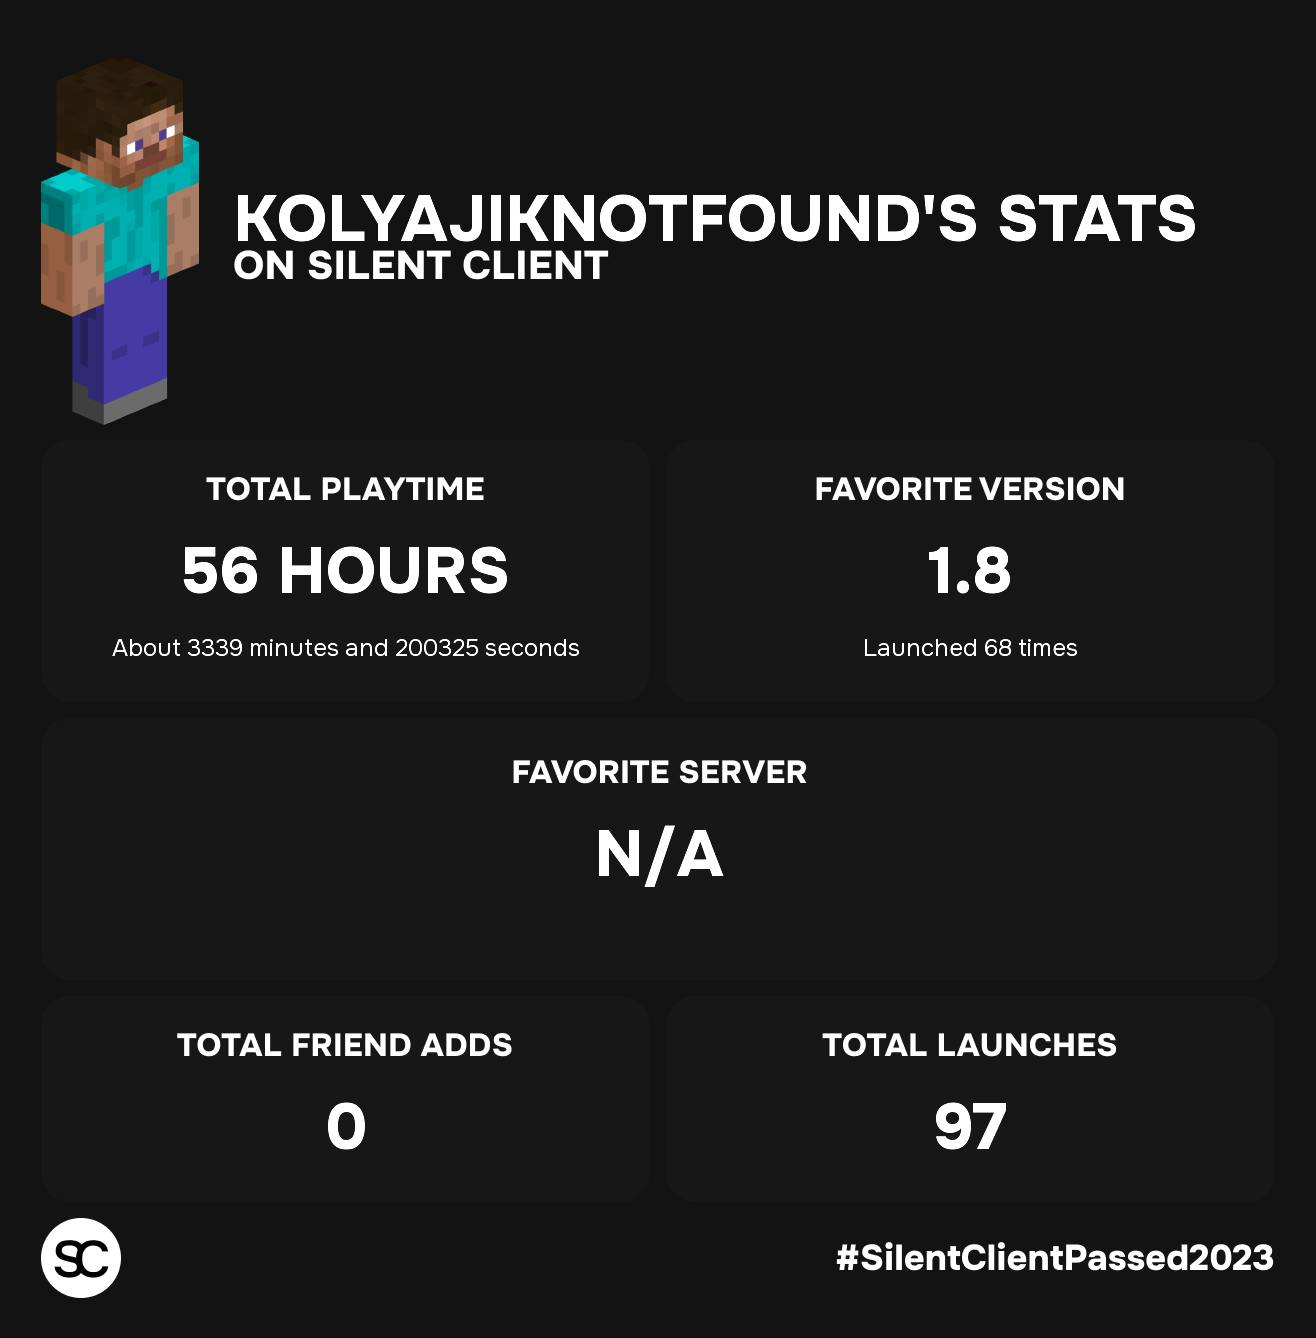 KOLYAJIKNOTFOUND'S STATS
ON SILENT CLIENT
TOTAL PLAYTIME
56 HOURS
About 3339 minutes and 200325 seconds
FAVORITE VERSION
1.8
Launched 68 times
FAVORITE SERVER
N/A
TOTAL FRIEND ADDS
0
TOTAL LAUNCHES
97
SC
#SilentClientPassed2023